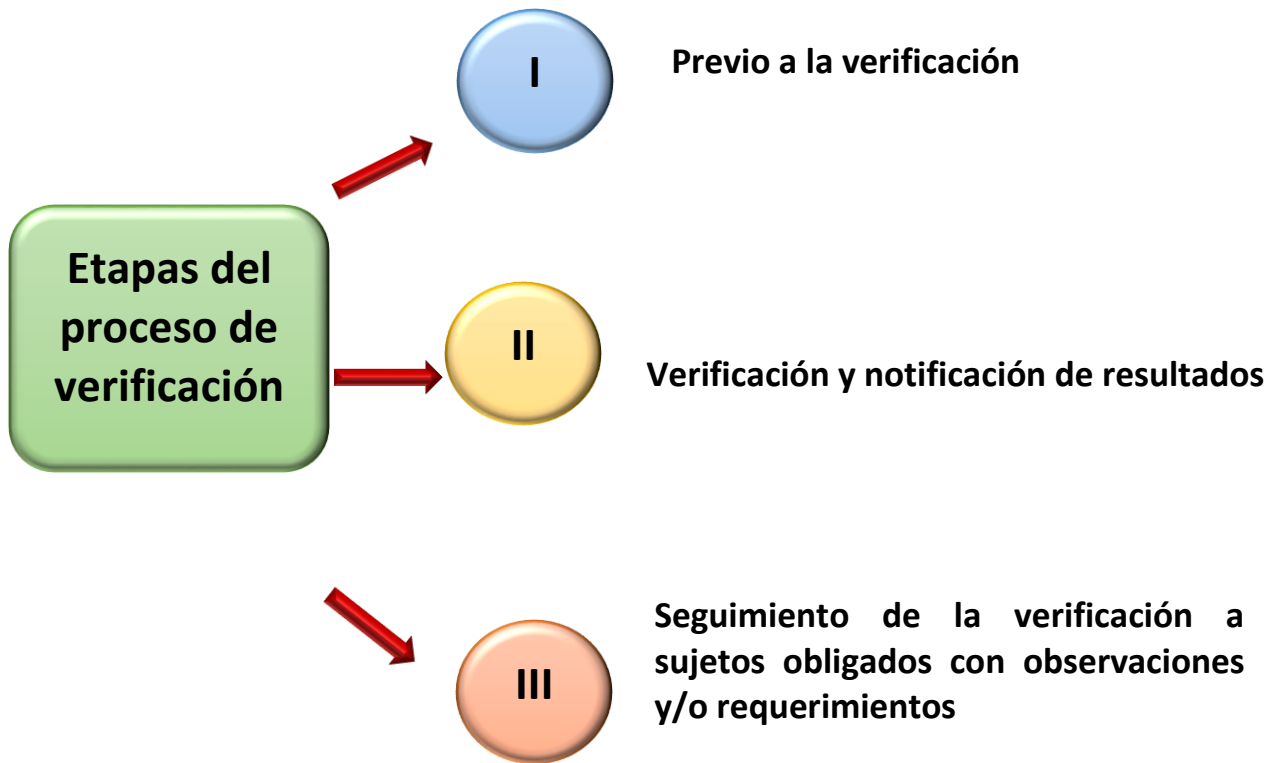 Etapas del
proceso de
verificación
I
Previo a la verificación
II
Verificación y notificación de resultados
III
Seguimiento de la verificación a
sujetos obligados con observaciones
y/o requerimientos